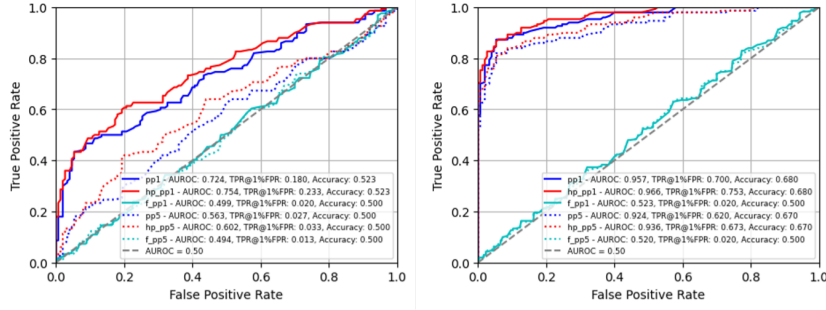 1.0
0.8
0.6
0.4
0.2
0.0
True Positive Rate
pp1 - AUROC: 0.724, TPR@1%FPR: 0.180, Accuracy: 0.523
hp_pp1 - AUROC: 0.754, TPR@1%FPR: 0.233, Accuracy: 0.523
f_pp1 - AUROC: 0.499, TPR@1%FPR: 0.020, Accuracy: 0.500
pp5 - AUROC: 0.563, TPR@1%FPR: 0.027, Accuracy: 0.500
hp_pp5 - AUROC: 0.602, TPR@1%FPR: 0.033, Accuracy: 0.500
f_pp5 - AUROC: 0.494, TPR@1%FPR: 0.013, Accuracy: 0.500
AUROC = 0.50
0.0 0.2 0.4 0.6 0.8 1.0
False Positive Rate
1.0
0.8
0.6
0.4
0.2
0.0
True Positive Rate
pp1 - AUROC: 0.957, TPR@1%FPR: 0.700, Accuracy: 0.680
hp_pp1 - AUROC: 0.966, TPR@1%FPR: 0.753, Accuracy: 0.680
f_pp1 - AUROC: 0.523, TPR@1%FPR: 0.020, Accuracy: 0.500
pp5 - AUROC: 0.924, TPR@1%FPR: 0.620, Accuracy: 0.670
hp_pp5 - AUROC: 0.936, TPR@1%FPR: 0.673, Accuracy: 0.670
f_pp5 - AUROC: 0.520, TPR@1%FPR: 0.020, Accuracy: 0.500
AUROC = 0.50
0.0 0.2 0.4 0.6 0.8 1.0
False Positive Rate